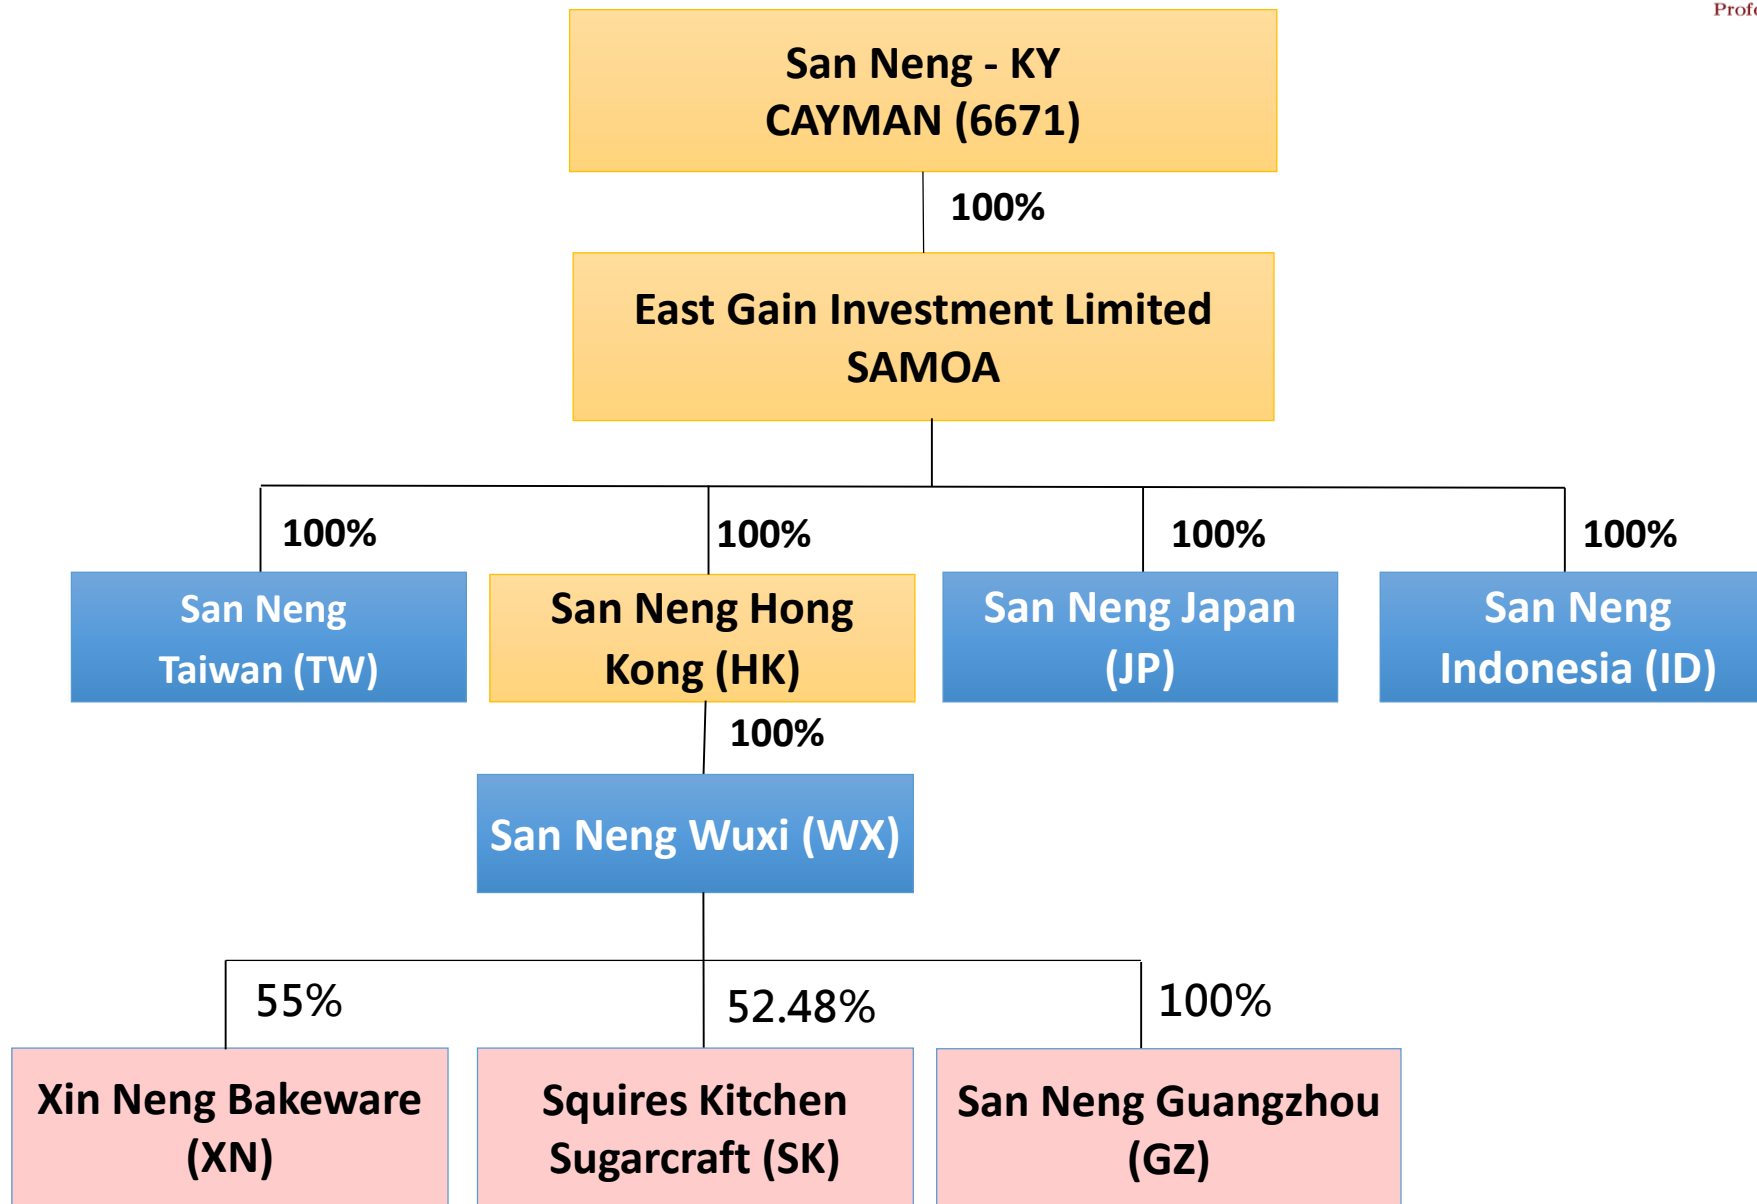 San Neng - KY
CAYMAN (6671)
100%
East Gain Investment Limited
SAMOA
100%
100%
100%
100%
San Neng
Taiwan (TW)
San Neng Hong
Kong (HK)
San Neng Japan
(JP)
San Neng
Indonesia (ID)
100%
San Neng Wuxi (WX)
55%
52.48%
100%
Xin Neng Bakeware
(XN)
Squires Kitchen
Sugarcraft (SK)
San Neng Guangzhou
(GZ)